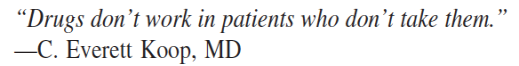 “Drugs don’t work in patients who don’t take them.”
—C. Everett Koop, MD